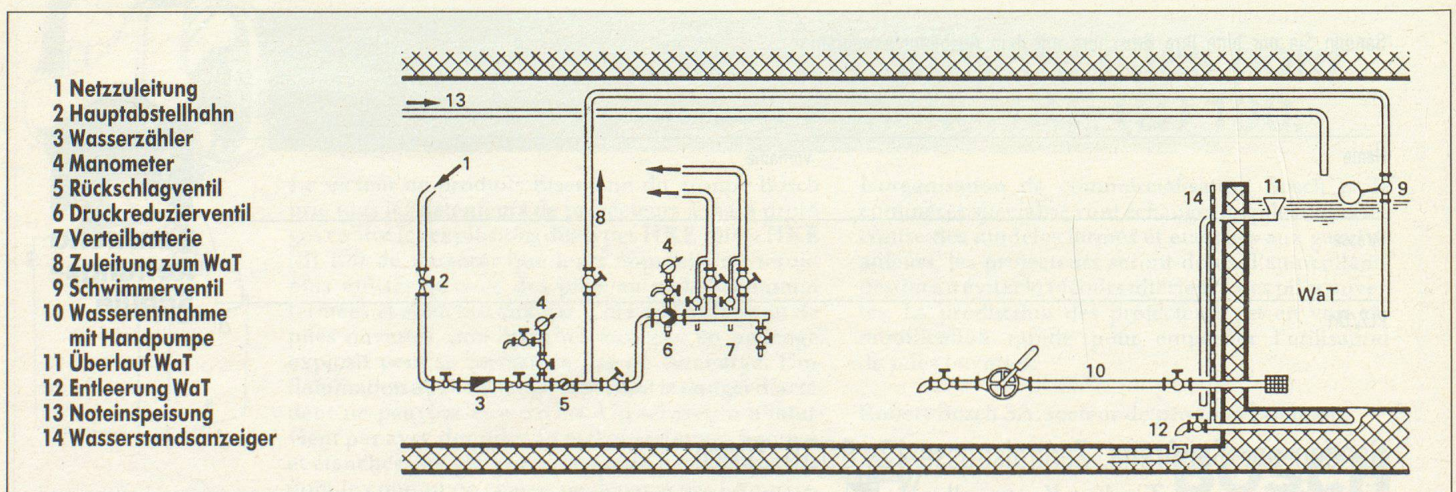 1 Netzzuleitung
2 Hauptabstellhahn
3 Wasserzähler
4 Manometer
5 Rückschlagventil
6 Druckreduzierventil
7 Verteilbatterie
8 Zuleitung zum WaT
9 Schwimmerventil
10 Wasserentnahme
mit Handpumpe
11 Überlauf WaT
12 Entleerung WaT
13 Noteinspeisung
14 Wasserstandsanzeiger
13
1
7
14
11
9
8
4
2
4
WaT
6
10
3
5
12